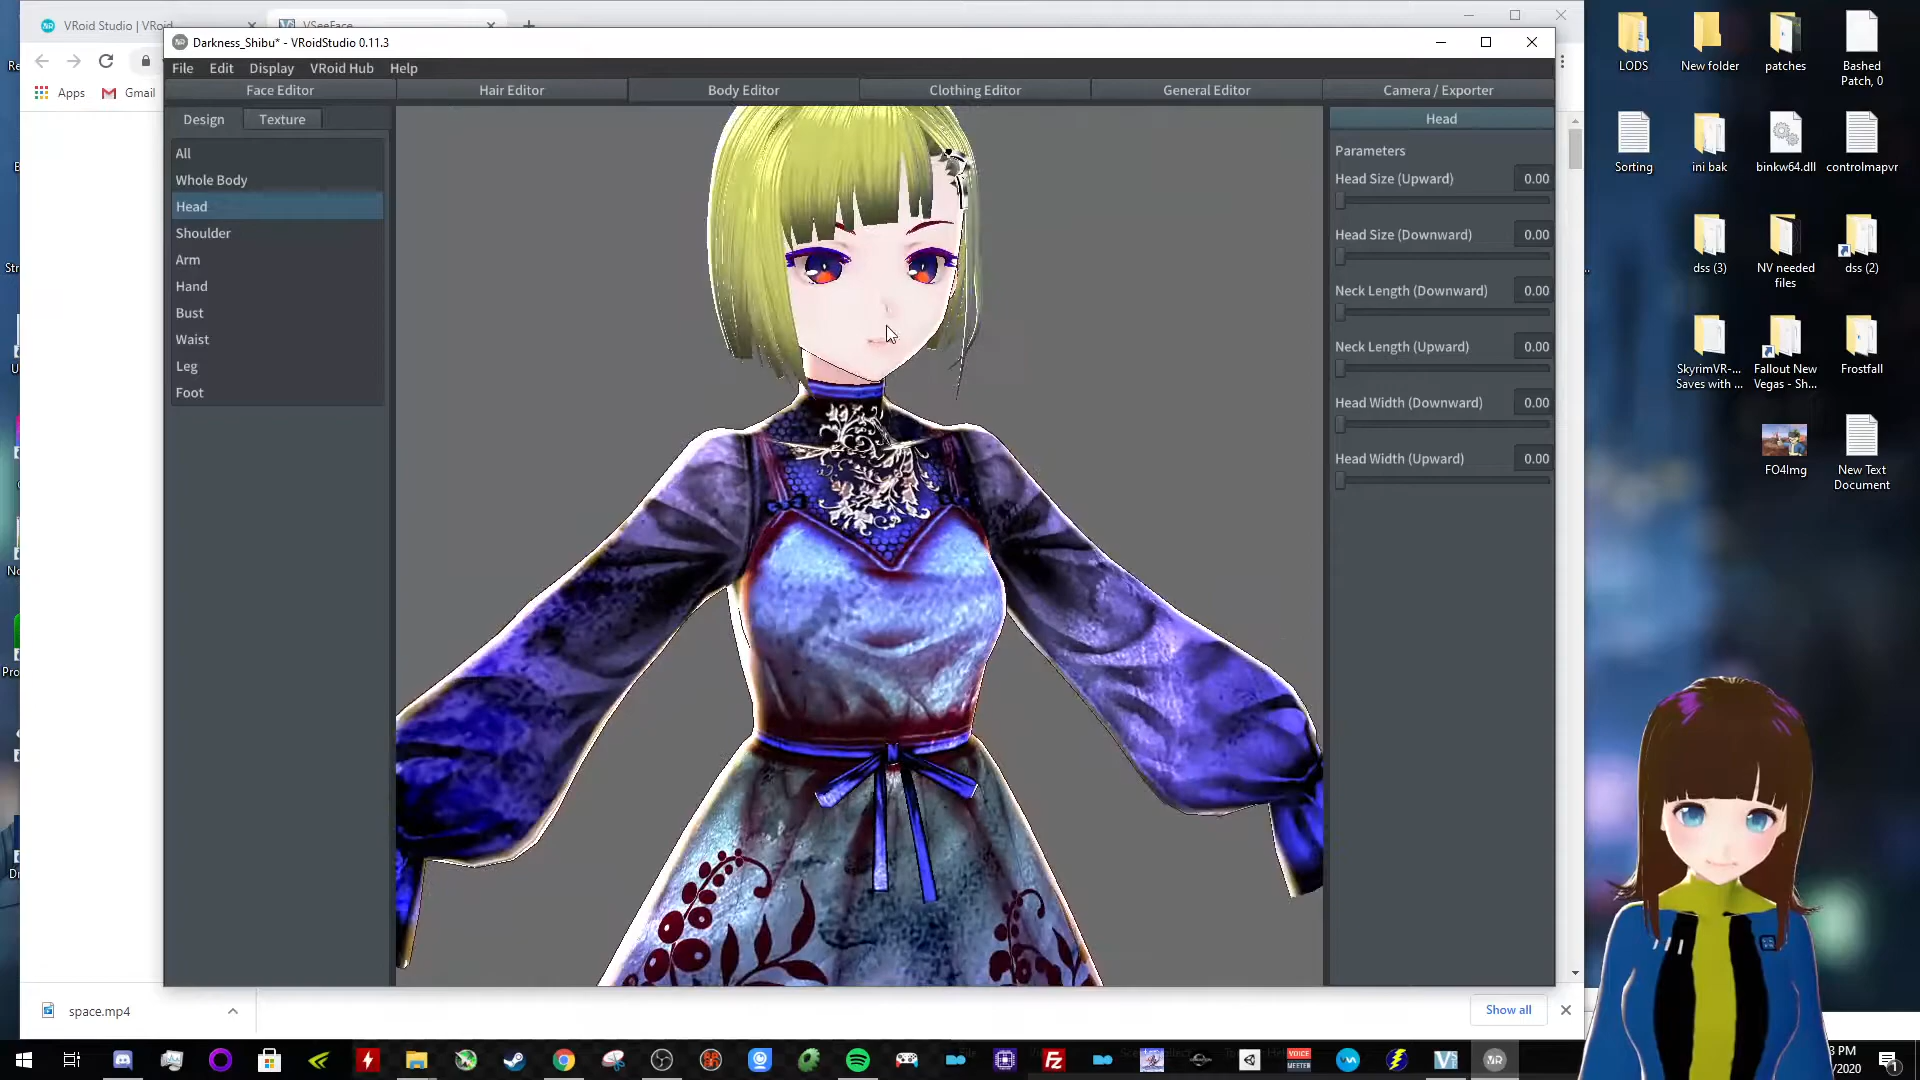 VRoid Studio | VRoid
VSeeFace
Darkness_Shibu* - VRoidStudio 0.11.3
File Edit Display VRoid Hub Help
Apps Gmail
Face Editor Hair Editor Body Editor Clothing Editor General Editor Camera / Exporter
Design Texture
All
Whole Body
Head
Shoulder
Arm
Hand
Bust
Waist
Leg
Foot
Head
Parameters
Head Size (Upward) 0.00
Head Size (Downward) 0.00
Neck Length (Downward) 0.00
Neck Length (Upward) 0.00
Head Width (Downward) 0.00
Head Width (Upward) 0.00
LODS
New folder
patches
Bashed
Patch, 0
Sorting
ini bak
binkw64.dll
controlmapvr
dss (3)
NV needed
files
dss (2)
SkyrimVR-...
Saves with ...
Fallout New
Vegas - Sh...
Frostfall
FO4Img
New Text
Document
space.mp4
Show all
3 PM
/2020